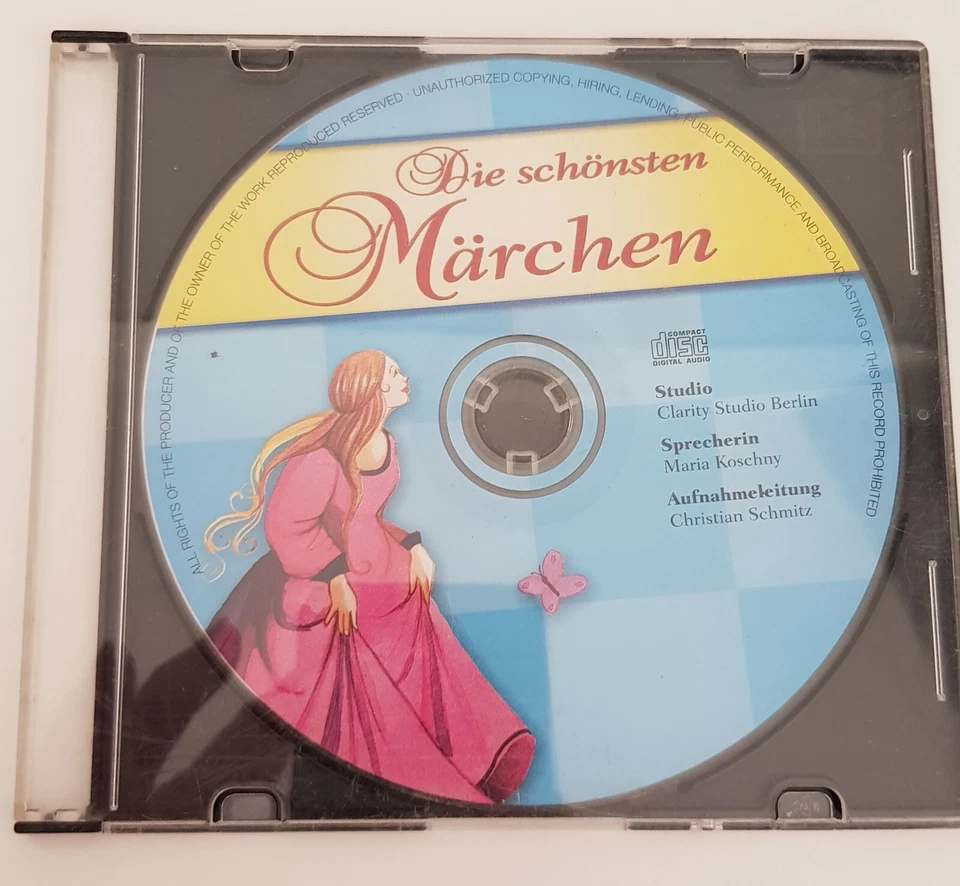 ALL RIGHTS OF THE PRODUCER AND OF THE OWNER OF THE WORK REPRODUCED RESERVED · UNAUTHORIZED COPYING, HIRING, LENDING, PUBLIC PERFORMANCE AND BROADCASTING OF THIS RECORD PROHIBITED
Die schönsten
Märchen
COMPACT
disc
DIGITAL AUDIO
Studio
Clarity Studio Berlin
Sprecherin
Maria Koschny
Aufnahmeleitung
Christian Schmitz